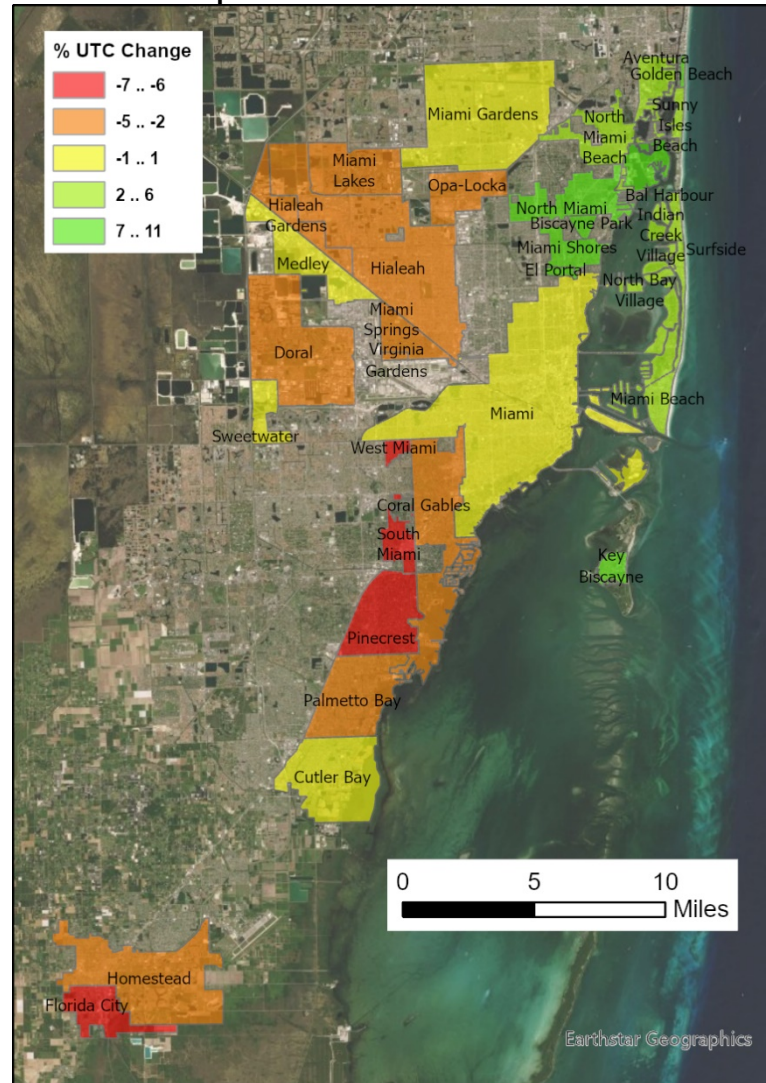 % UTC Change
-7 .. -6
-5 .. -2
-1 .. 1
2 .. 6
7 .. 11
Aventura
Golden Beach
Miami Gardens
Sunny
Isles
Beach
North
Miami
Beach
Miami
Lakes
Opa-Locka
Hialeah
Gardens
North Miami
Biscayne Park
Bal Harbour
Indian
Creek
Village
Surfside
Miami Shores
El Portal
Medley
Hialeah
North Bay
Village
Miami
Springs
Virginia
Gardens
Doral
Miami Beach
Miami
Sweetwater
West Miami
Coral Gables
South
Miami
Key
Biscayne
Pinecrest
Palmetto Bay
Cutler Bay
0 5 10
Miles
Homestead
Florida City
Earthstar Geographics